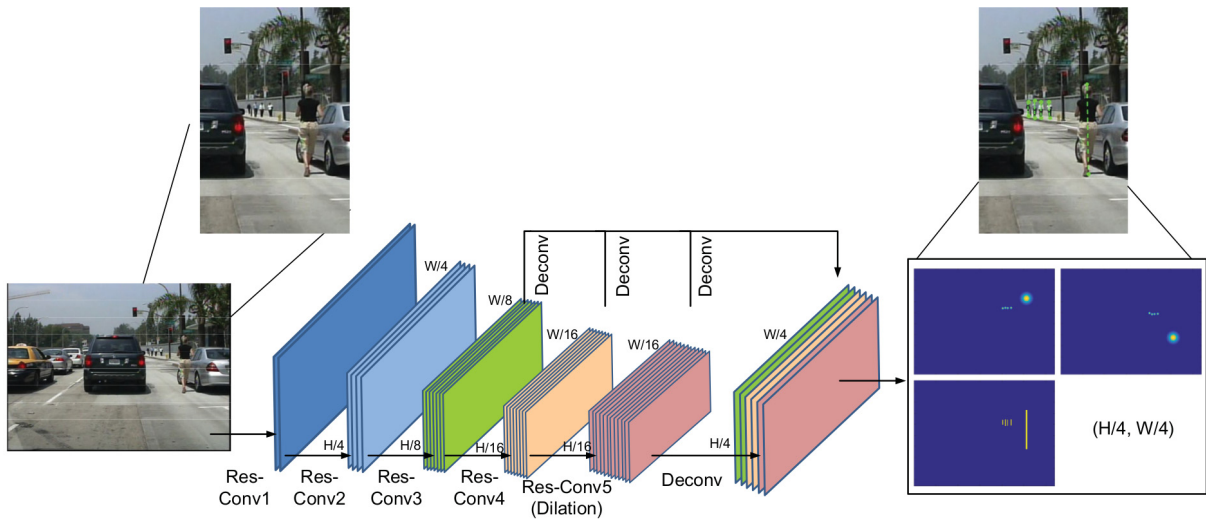 Deconv
Deconv
Deconv
W/4
W/8
W/16
W/16
W/4
H/4
H/8
H/16
H/16
H/4
(H/4, W/4)
Res-
Conv1
Res-
Conv2
Res-
Conv3
Res-
Conv4
Res-Conv5
(Dilation)
Deconv